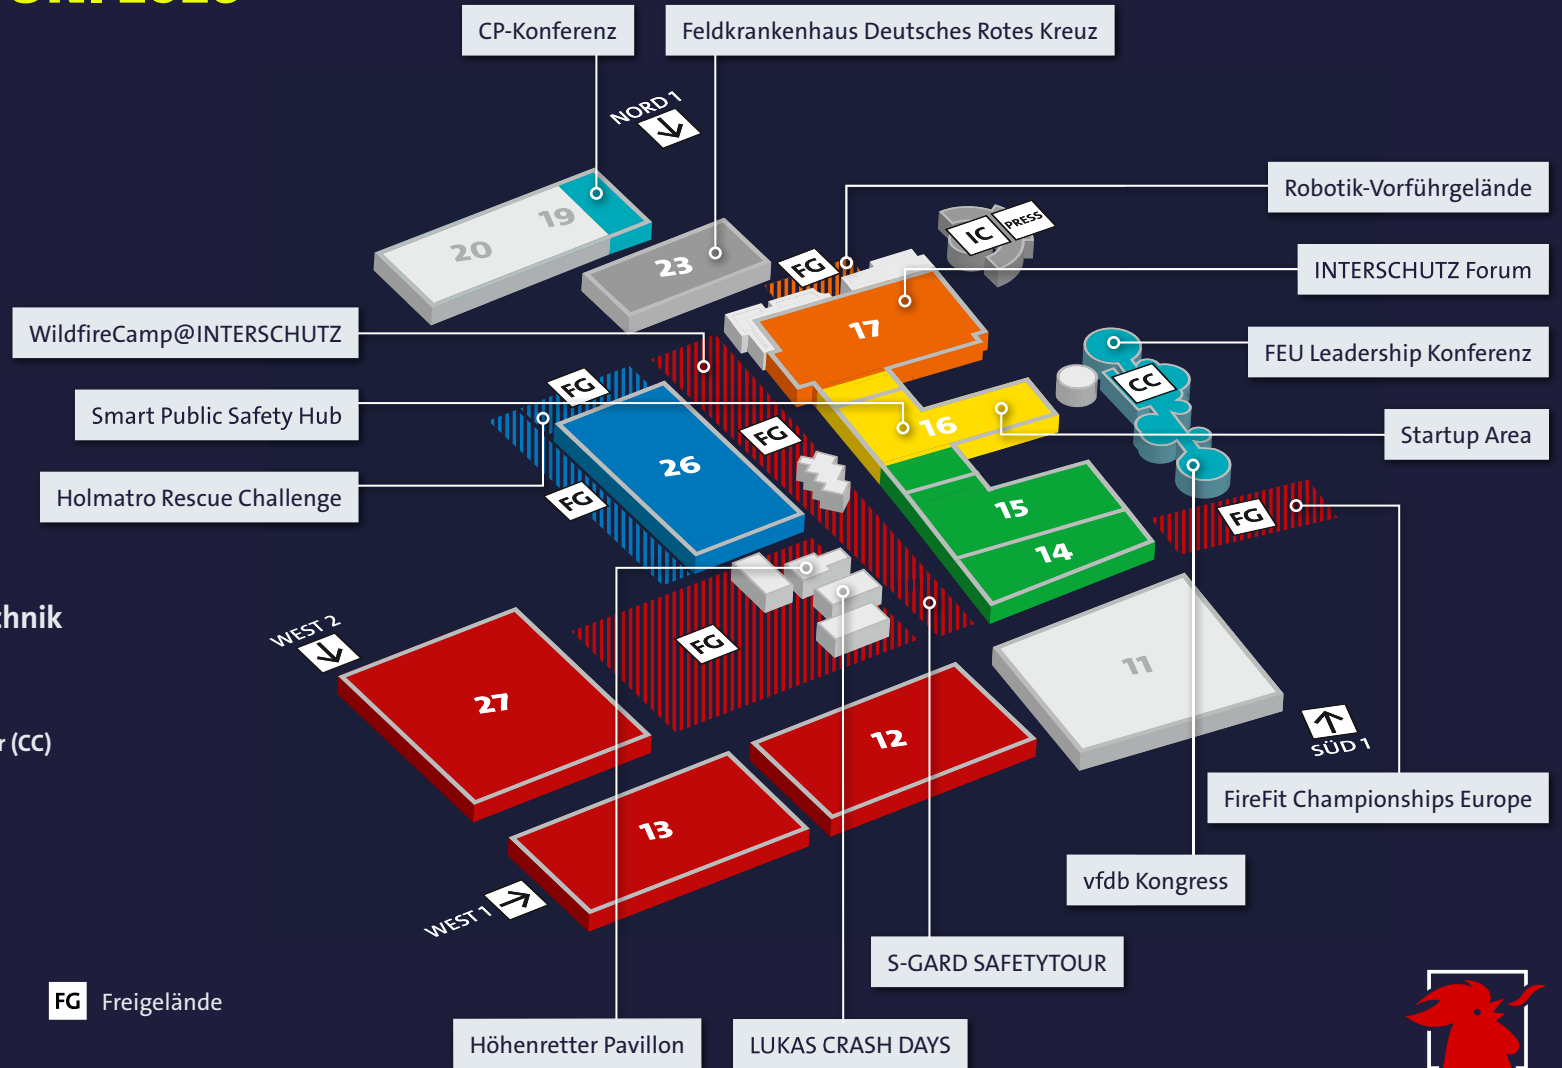 CP-Konferenz
Feldkrankenhaus Deutsches Rotes Kreuz
NORD 1
Robotik-Vorführgelände
19
20
23
FG
IC
PRESS
INTERSCHUTZ Forum
17
WildfireCamp@INTERSCHUTZ
FEU Leadership Konferenz
CC
FG
Smart Public Safety Hub
16
FG
Startup Area
26
Holmatro Rescue Challenge
FG
15
FG
14
chnik
WEST 2
FG
11
27
12
SÜD 1
r (CC)
FireFit Championships Europe
13
vfdb Kongress
WEST 1
S-GARD SAFETYTOUR
FG Freigelände
Höhenretter Pavillon
LUKAS CRASH DAYS